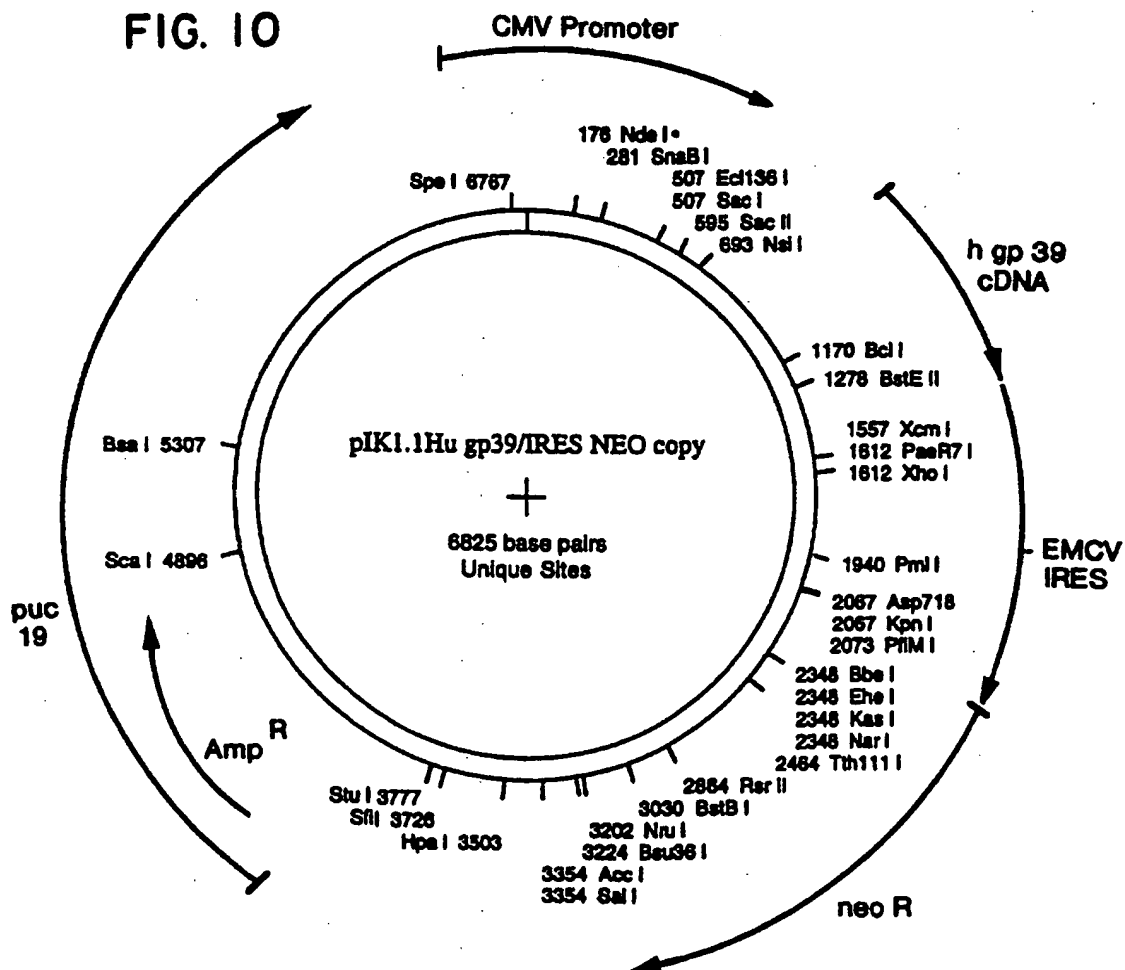 FIG. 10
CMV Promoter
176 Nde I•
281 SnaB I
507 Ecl136 I
507 Sac I
595 Sac II
693 Nsi I
Spe I 6767
h gp 39
cDNA
1170 Bcl I
1278 BstE II
1557 Xcm I
1612 PaeR7 I
1612 Xho I
Bsa I 5307
pIK1.1Hu gp39/IRES NEO copy
6825 base pairs
Unique Sites
Sca I 4896
1940 Pml I
EMCV
IRES
2067 Asp718
2067 Kpn I
2073 PflM I
puc
19
2348 Bbe I
2348 Ehe I
2348 Kas I
2348 Nar I
2464 Tth111 I
Amp R
2864 Rsr II
3030 BstB I
3202 Nru I
3224 Bsu36 I
3354 Acc I
3354 Sal I
Stu I 3777
Sfi I 3726
Hpa I 3503
neo R